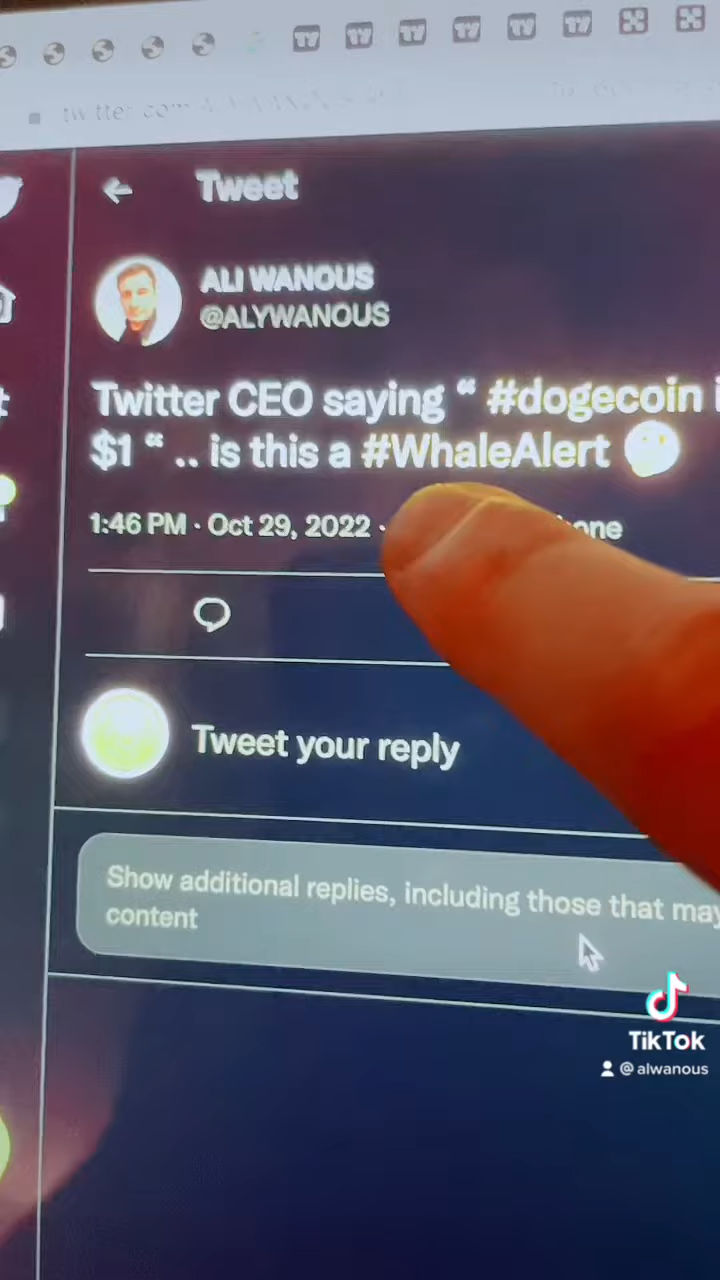 Tweet
ALI WANOUS
@ALYWANOUS
Twitter CEO saying “ #dogecoin
$1 “ .. is this a #WhaleAlert
1:46 PM · Oct 29, 2022 ·
Tweet your reply
Show additional replies, including those that may
content
TikTok
@alwanous